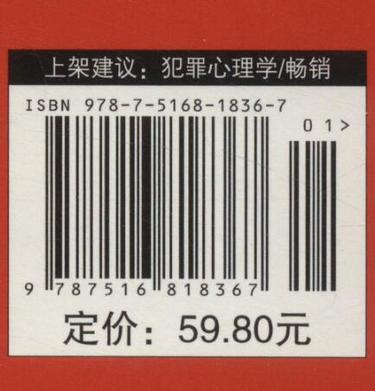 上架建议：犯罪心理学/畅销
ISBN 978-7-5168-1836-7
01>
9 787516 818367
定价：59.80元